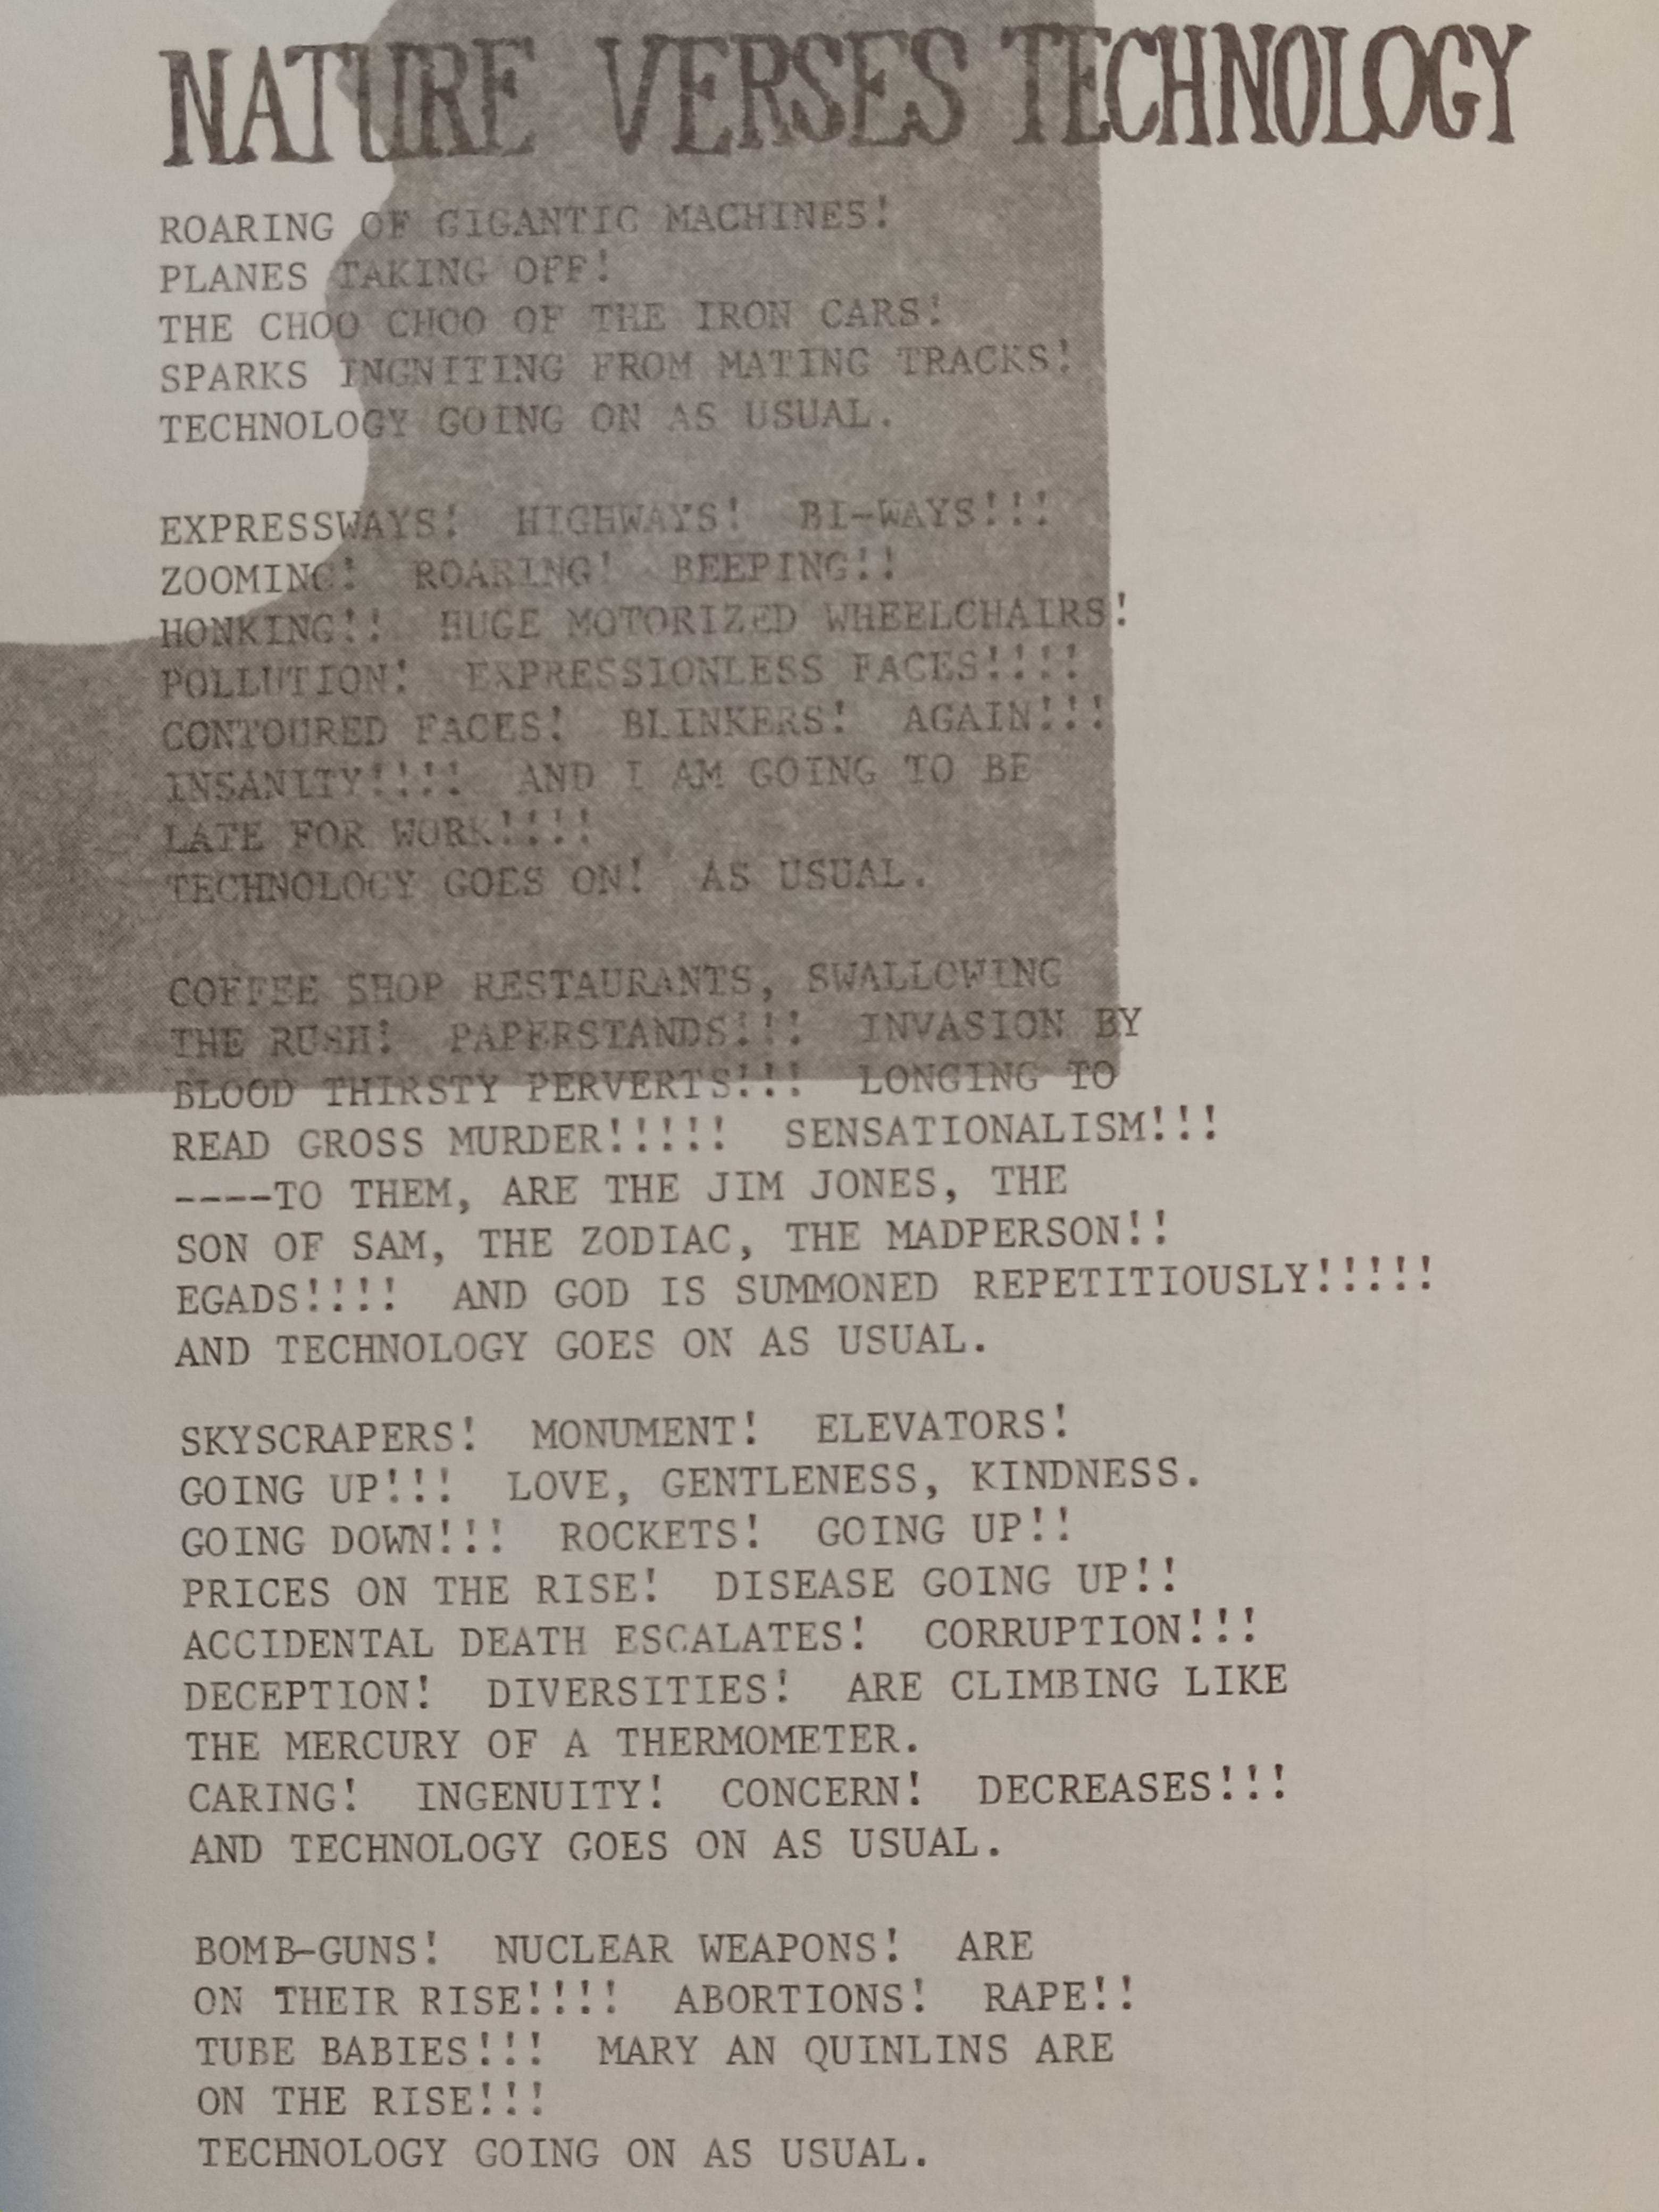 NATURE VERSES TECHNOLOGY
ROARING OF GIGANTIC MACHINES!
PLANES TAKING OFF!
THE CHOO CHOO OF THE IRON CARS!
SPARKS INGNITING FROM MATING TRACKS!
TECHNOLOGY GOING ON AS USUAL.
EXPRESSWAYS! HIGHWAYS! BI-WAYS!!!
ZOOMING! ROARING! BEEPING!!
HONKING!! HUGE MOTORIZED WHEELCHAIRS!
POLLUTION! EXPRESSIONLESS FACES!!!!
CONTOURED FACES! BLINKERS! AGAIN!!!
INSANITY!!!! AND I AM GOING TO BE
LATE FOR WORK!!!!
TECHNOLOGY GOES ON! AS USUAL.
COFFEE SHOP RESTAURANTS, SWALLOWING
THE RUSH! PAPERSTANDS!!! INVASION BY
BLOOD THIRSTY PERVERTS!!! LONGING TO
READ GROSS MURDER!!!!! SENSATIONALISM!!!
----TO THEM, ARE THE JIM JONES, THE
SON OF SAM, THE ZODIAC, THE MADPERSON!!
EGADS!!!! AND GOD IS SUMMONED REPETITIOUSLY!!!!!
AND TECHNOLOGY GOES ON AS USUAL.
SKYSCRAPERS! MONUMENT! ELEVATORS!
GOING UP!!! LOVE, GENTLENESS, KINDNESS.
GOING DOWN!!! ROCKETS! GOING UP!!
PRICES ON THE RISE! DISEASE GOING UP!!
ACCIDENTAL DEATH ESCALATES! CORRUPTION!!!
DECEPTION! DIVERSITIES! ARE CLIMBING LIKE
THE MERCURY OF A THERMOMETER.
CARING! INGENUITY! CONCERN! DECREASES!!!
AND TECHNOLOGY GOES ON AS USUAL.
BOMB-GUNS! NUCLEAR WEAPONS! ARE
ON THEIR RISE!!!! ABORTIONS! RAPE!!
TUBE BABIES!!! MARY AN QUINLINS ARE
ON THE RISE!!!
TECHNOLOGY GOING ON AS USUAL.